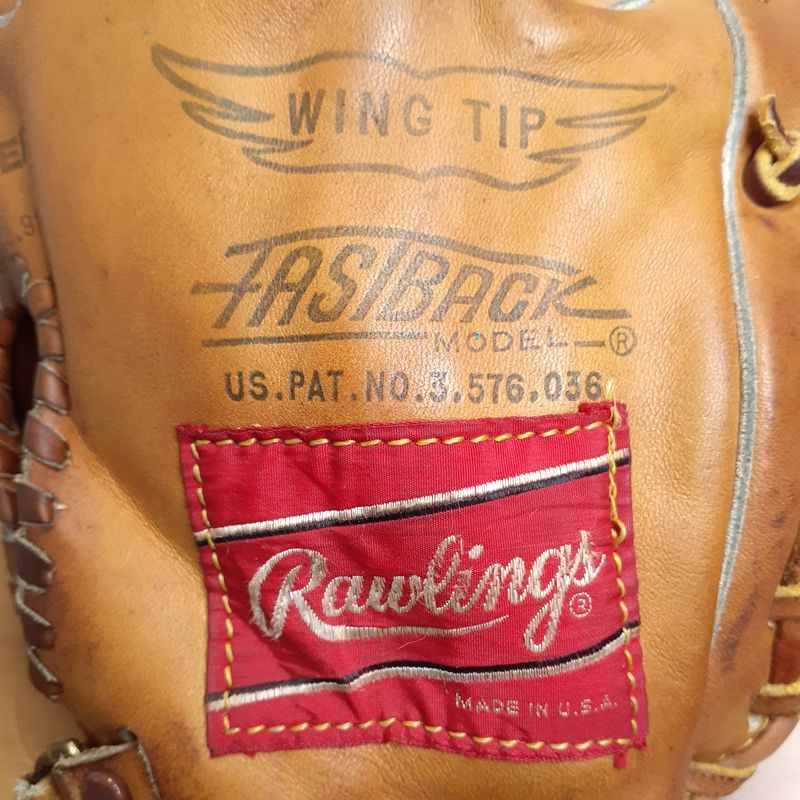 WING TIP
FASTBACK
MODEL ®
US. PAT. NO. 3,576,036
Rawlings ®
MADE IN U.S.A.